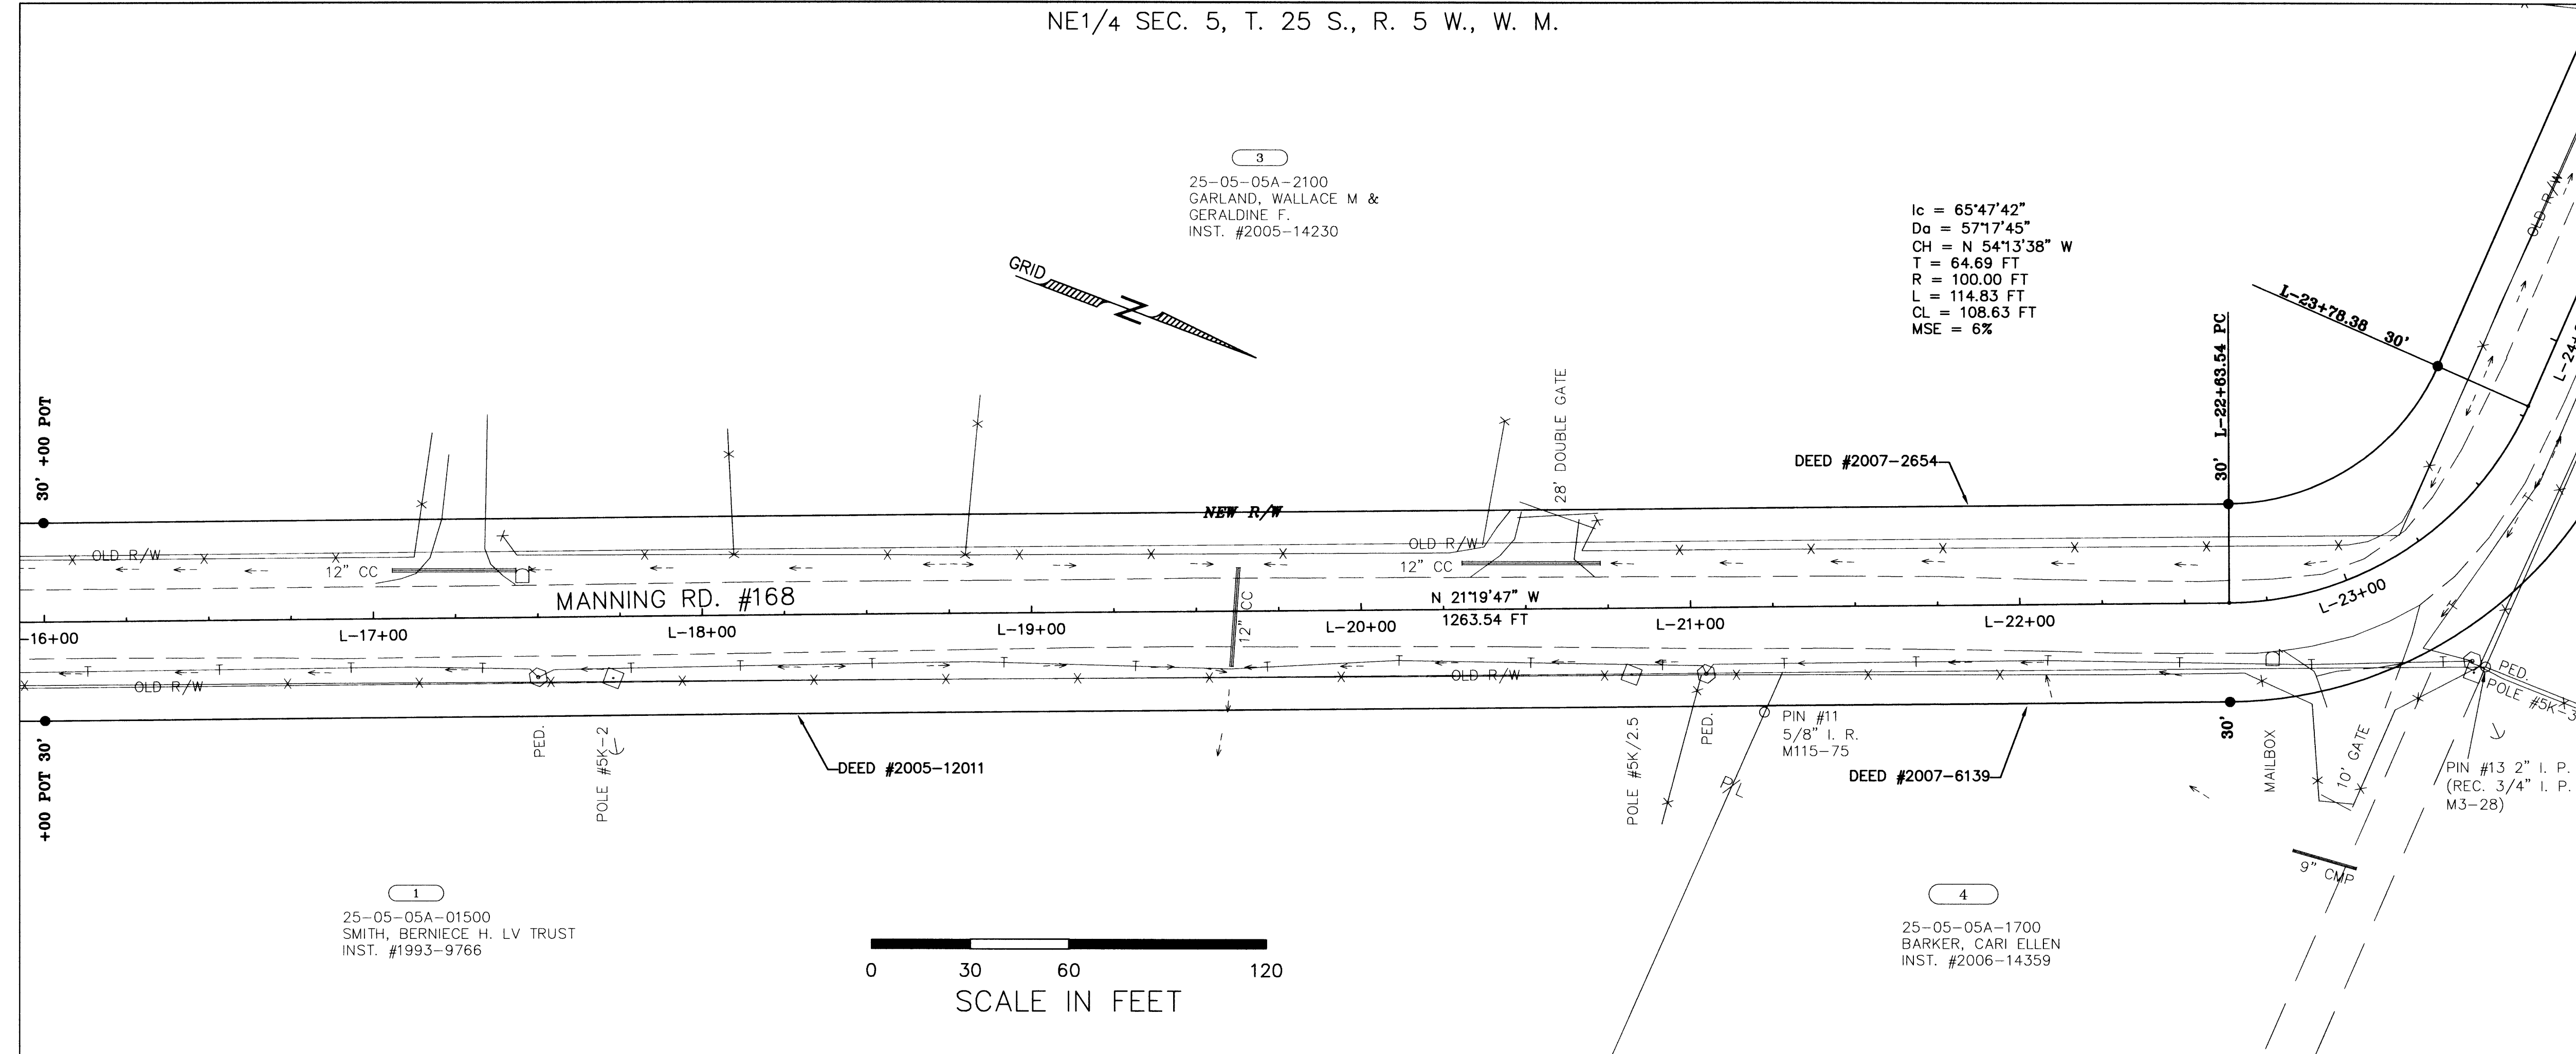 NE1/4 SEC. 5, T. 25 S., R. 5 W., W. M.
3
25-05-05A-2100
GARLAND, WALLACE M &
GERALDINE F.
INST. #2005-14230
GRID
N
Ic = 65°47'42"
Da = 57°17'45"
CH = N 54°13'38" W
T = 64.69 FT
R = 100.00 FT
L = 114.83 FT
CL = 108.63 FT
MSE = 6%
OLD R/W
L-23+78.38 30'
30' L-22+63.54 PC
30' +00 POT
28' DOUBLE GATE
DEED #2007-2654
NEW R/W
OLD R/W
OLD R/W
12" CC
12" CC
MANNING RD. #168
12" CC
N 21°19'47" W
1263.54 FT
-16+00
L-17+00
L-18+00
L-19+00
L-20+00
L-21+00
L-22+00
L-23+00
OLD R/W
OLD R/W
+00 POT 30'
PED.
POLE #5K-2
DEED #2005-12011
POLE #5K/2.5
PED.
PIN #11
5/8" I. R.
M115-75
P/L
DEED #2007-6139
30'
MAILBOX
10' GATE
PED.
POLE #5K-3
PIN #13 2" I. P.
(REC. 3/4" I. P.
M3-28)
9" CMP
1
25-05-05A-01500
SMITH, BERNIECE H. LV TRUST
INST. #1993-9766
0 30 60 120
SCALE IN FEET
4
25-05-05A-1700
BARKER, CARI ELLEN
INST. #2006-14359